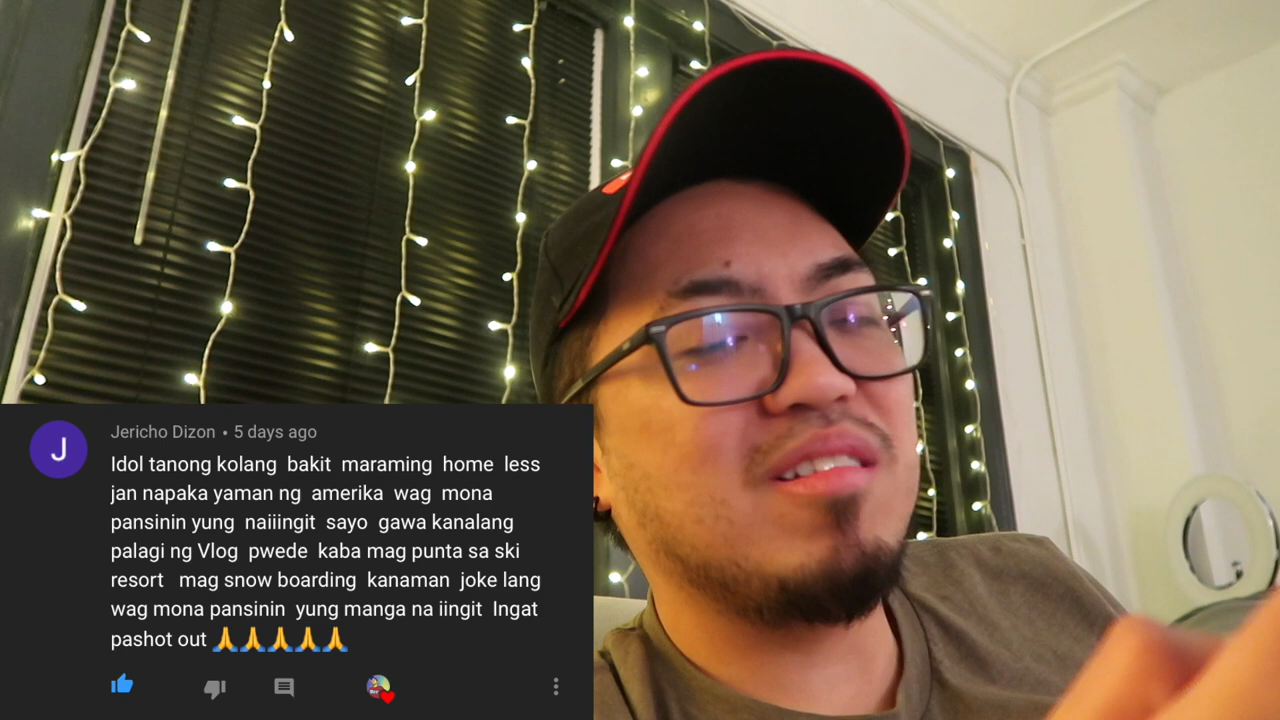 J
Jericho Dizon • 5 days ago
Idol tanong kolang bakit maraming home less
jan napaka yaman ng amerika wag mona
pansinin yung naiiingit sayo gawa kanalang
palagi ng Vlog pwede kaba mag punta sa ski
resort mag snow boarding kanaman joke lang
wag mona pansinin yung manga na iingit Ingat
pashot out 🙏🙏🙏🙏🙏